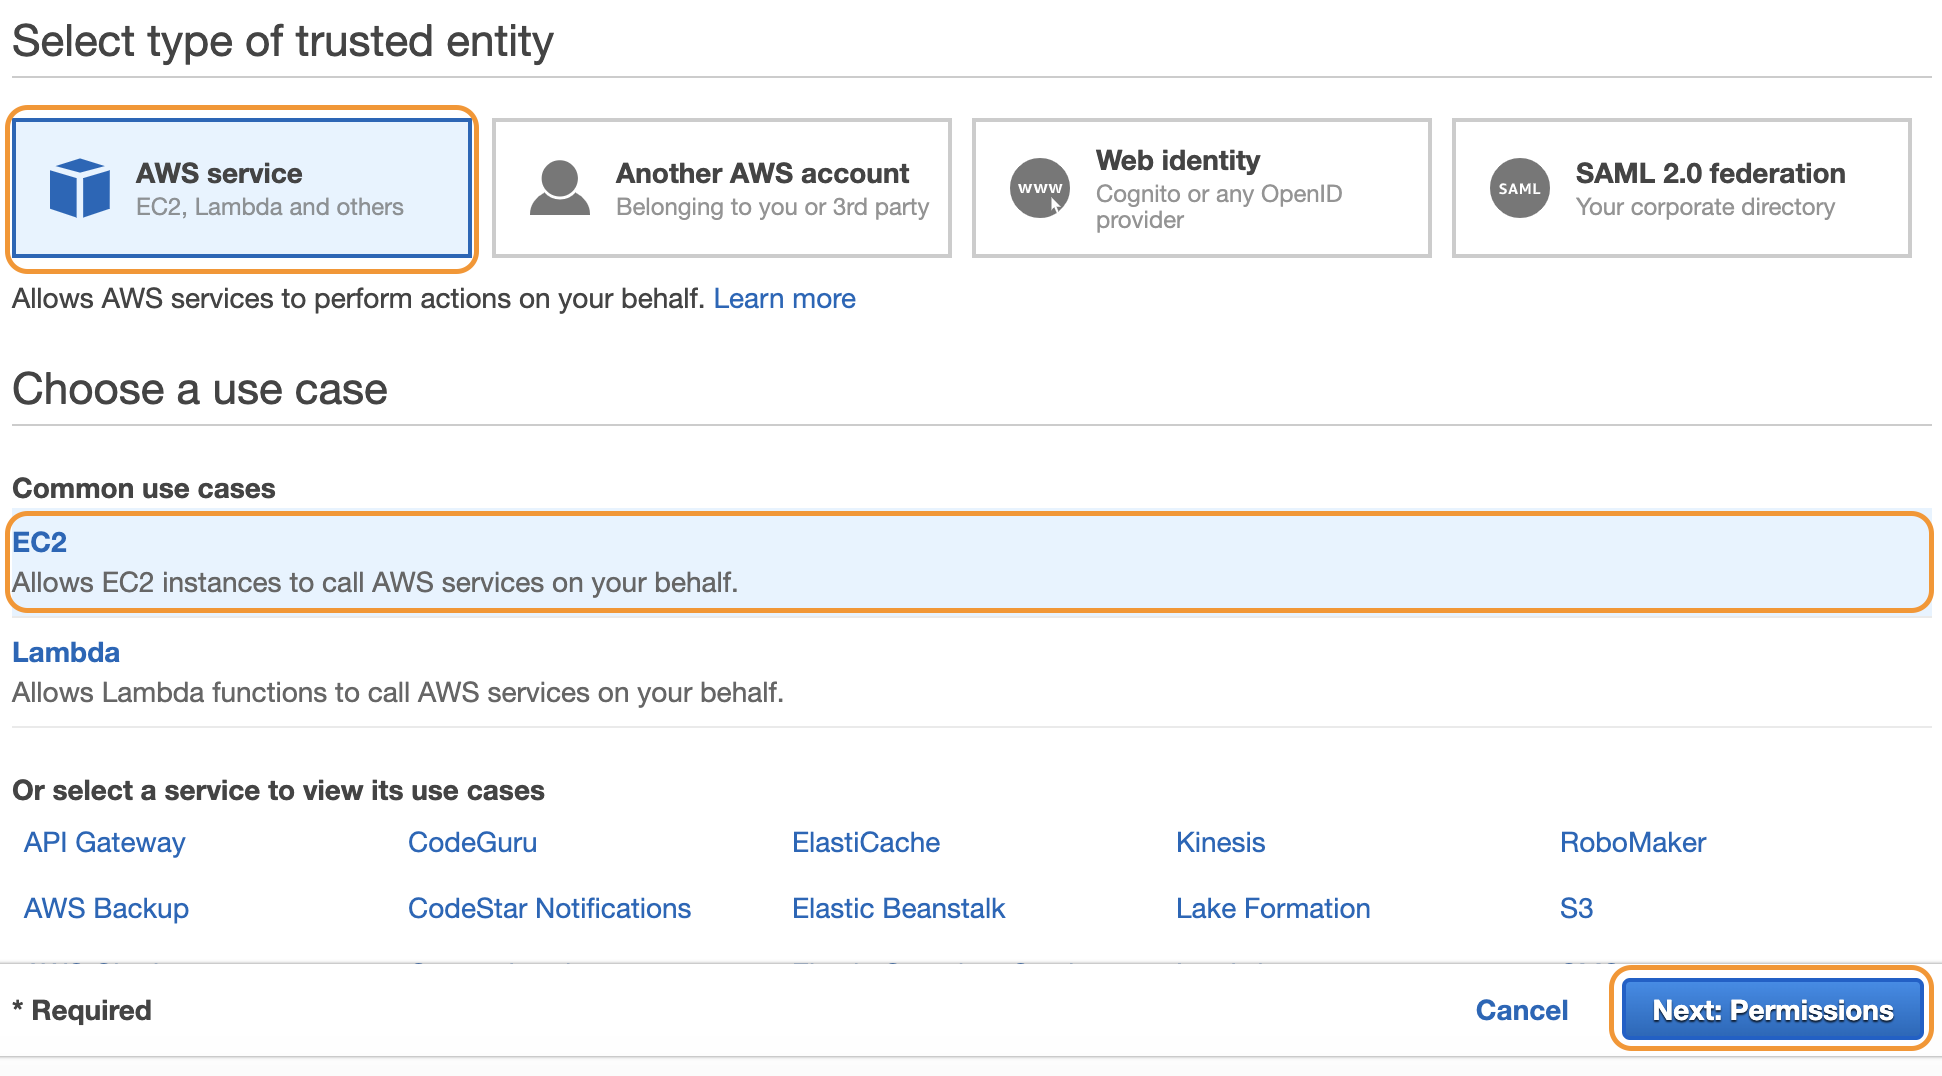 Select type of trusted entity
AWS service
EC2, Lambda and others
Another AWS account
Belonging to you or 3rd party
www
Web identity
Cognito or any OpenID
provider
SAML
SAML 2.0 federation
Your corporate directory
Allows AWS services to perform actions on your behalf. Learn more
Choose a use case
Common use cases
EC2
Allows EC2 instances to call AWS services on your behalf.
Lambda
Allows Lambda functions to call AWS services on your behalf.
Or select a service to view its use cases
API Gateway CodeGuru ElastiCache Kinesis RoboMaker
AWS Backup CodeStar Notifications Elastic Beanstalk Lake Formation S3
* Required
Cancel
Next: Permissions